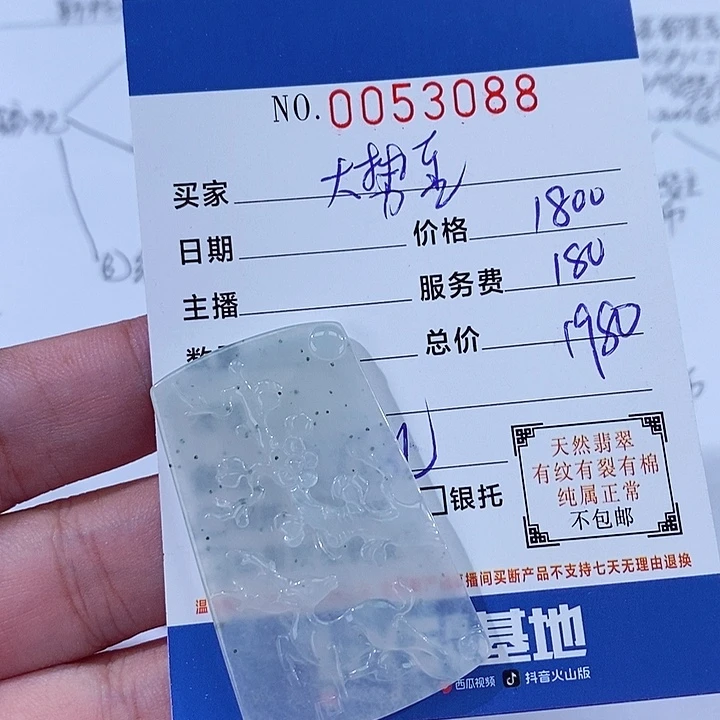 NO.0053088
买家 大势至
日期 价格 1800
主播 服务费 180
总价 1980
银托
天然翡翠
有纹有裂有棉
纯属正常
不包邮
播间买断产品不支持七天无理由退换
温
基地
西瓜视频 抖音火山版